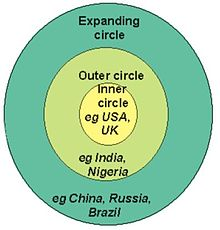 Expanding
circle
Outer circle
Inner
circle
eg USA,
UK
eg India,
Nigeria
eg China, Russia,
Brazil